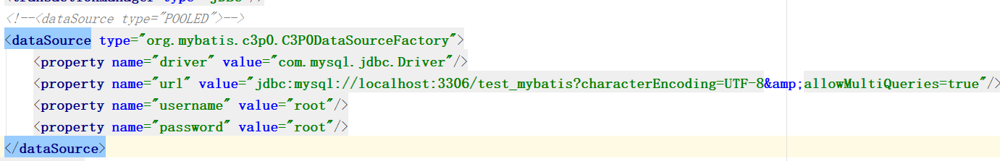 <!--<dataSource type="POOLED">-->
<dataSource type="org.mybatis.c3p0.C3P0DataSourceFactory">
<property name="driver" value="com.mysql.jdbc.Driver"/>
<property name="url" value="jdbc:mysql://localhost:3306/test_mybatis?characterEncoding=UTF-8&amp;allowMultiQueries=true"/>
<property name="username" value="root"/>
<property name="password" value="root"/>
</dataSource>